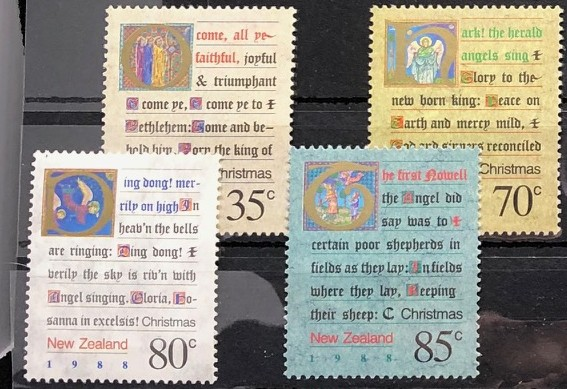 come, all ye
faithful, joyful
& triumphant
come ye, Come ye to
Bethlehem: Come and be-
hold him, Born the king of
Christmas
35c
ark! the herald
angels sing
Glory to the
new born king: Peace on
Earth and mercy mild,
God and sinners reconciled
Christmas
70c
ing dong! mer-
rily on high In
heav'n the bells
are ringing: Ding dong!
verily the sky is riv'n with
Angel singing. Gloria, Ho-
sanna in excelsis! Christmas
New Zealand
1988
80c
he first Nowell
the Angel did
say was to
certain poor shepherds in
fields as they lay: In fields
where they lay, Keeping
their sheep: Christmas
New Zealand
1988
85c